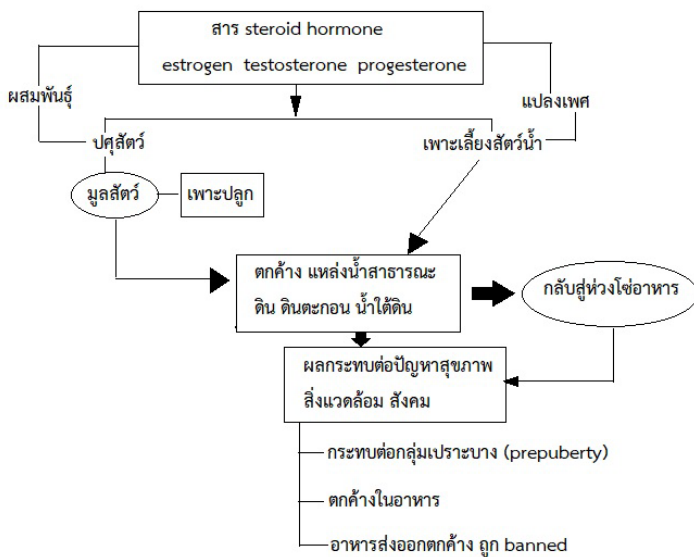 สาร steroid hormone
estrogen testosterone progesterone
ผสมพันธุ์
แปลงเพศ
ปศุสัตว์
เพาะเลี้ยงสัตว์น้ำ
มูลสัตว์
เพาะปลูก
ตกค้าง แหล่งน้ำสาธารณะ
ดิน ดินตะกอน น้ำใต้ดิน
กลับสู่ห่วงโซ่อาหาร
ผลกระทบต่อปัญหาสุขภาพ
สิ่งแวดล้อม สังคม
กระทบต่อกลุ่มเปราะบาง (prepuberty)
ตกค้างในอาหาร
อาหารส่งออกตกค้าง ถูก banned